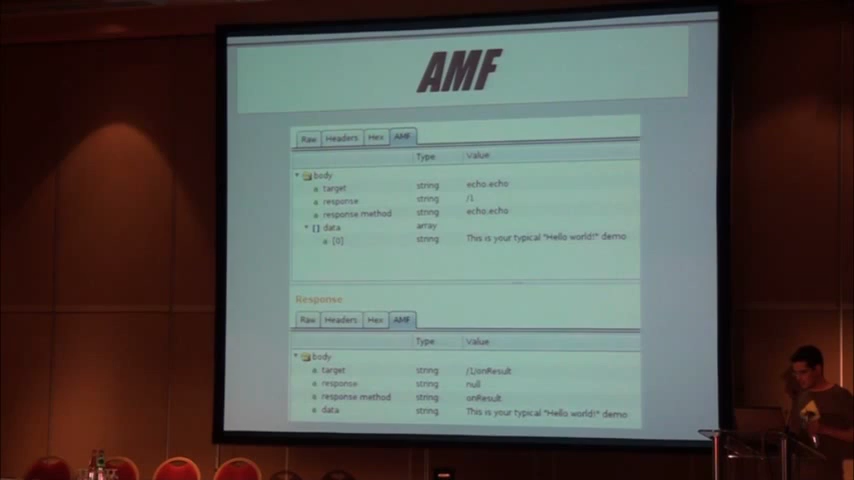 AMF
Raw Headers Hex AMF
Type Value
body
target string echo.echo
response string /1
response method string echo.echo
[] data array
[0] string This is your typical "Hello world!" demo
Response
Raw Headers Hex AMF
Type Value
body
target string /1/onResult
response string null
response method string onResult
data string This is your typical "Hello world!" demo